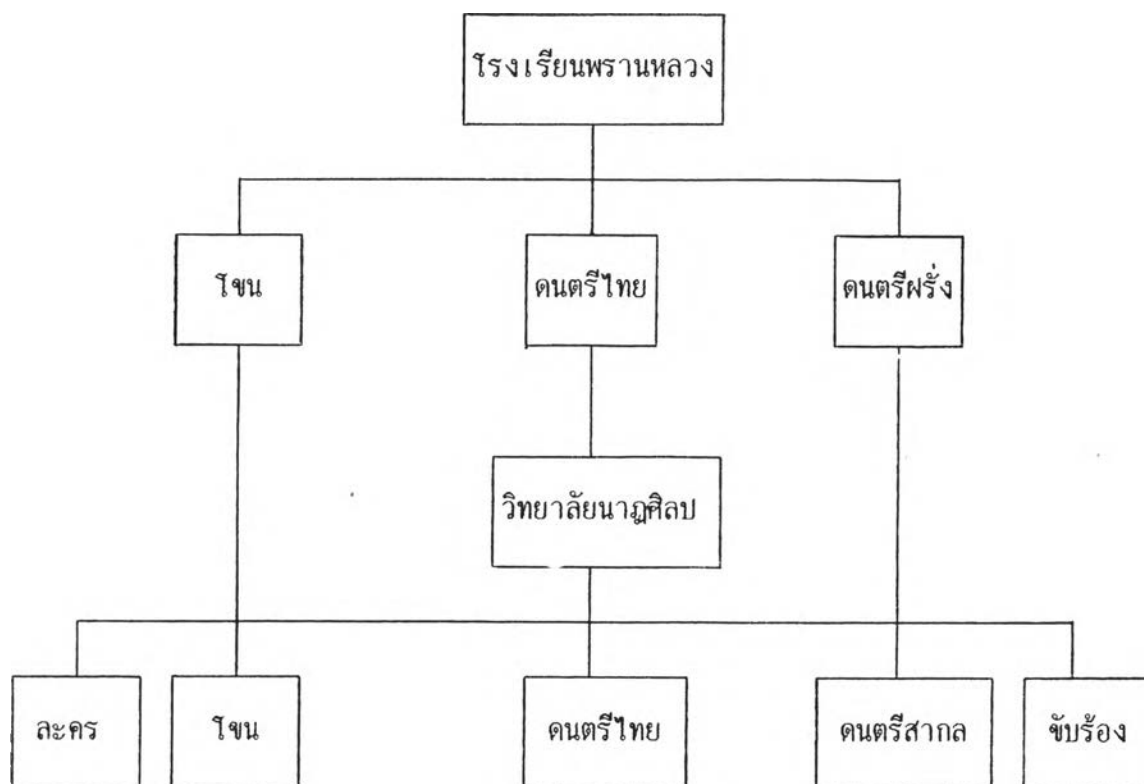 โรงเรียนพรานหลวง
โขน
ดนตรีไทย
ดนตรีฝรั่ง
วิทยาลัยนาฏศิลป
ละคร
โขน
ดนตรีไทย
ดนตรีสากล
ขับร้อง